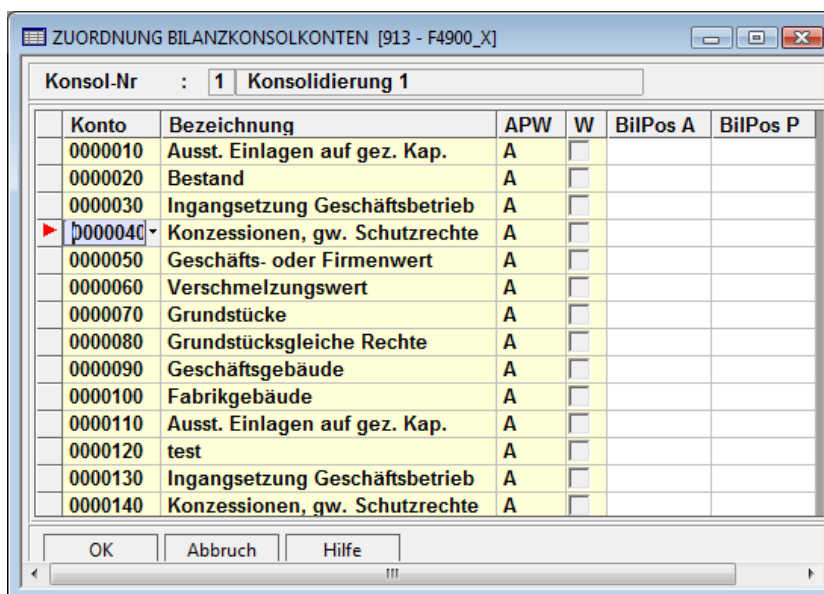 ZUORDNUNG BILANZKONSOLKONTEN [913 - F4900_X]
Konsol-Nr : 1 Konsolidierung 1
Konto Bezeichnung APW W BilPos A BilPos P
0000010 Ausst. Einlagen auf gez. Kap. A
0000020 Bestand A
0000030 Ingangsetzung Geschäftsbetrieb A
0000040 Konzessionen, gw. Schutzrechte A
0000050 Geschäfts- oder Firmenwert A
0000060 Verschmelzungswert A
0000070 Grundstücke A
0000080 Grundstücksgleiche Rechte A
0000090 Geschäftsgebäude A
0000100 Fabrikgebäude A
0000110 Ausst. Einlagen auf gez. Kap. A
0000120 test A
0000130 Ingangsetzung Geschäftsbetrieb A
0000140 Konzessionen, gw. Schutzrechte A
OK Abbruch Hilfe